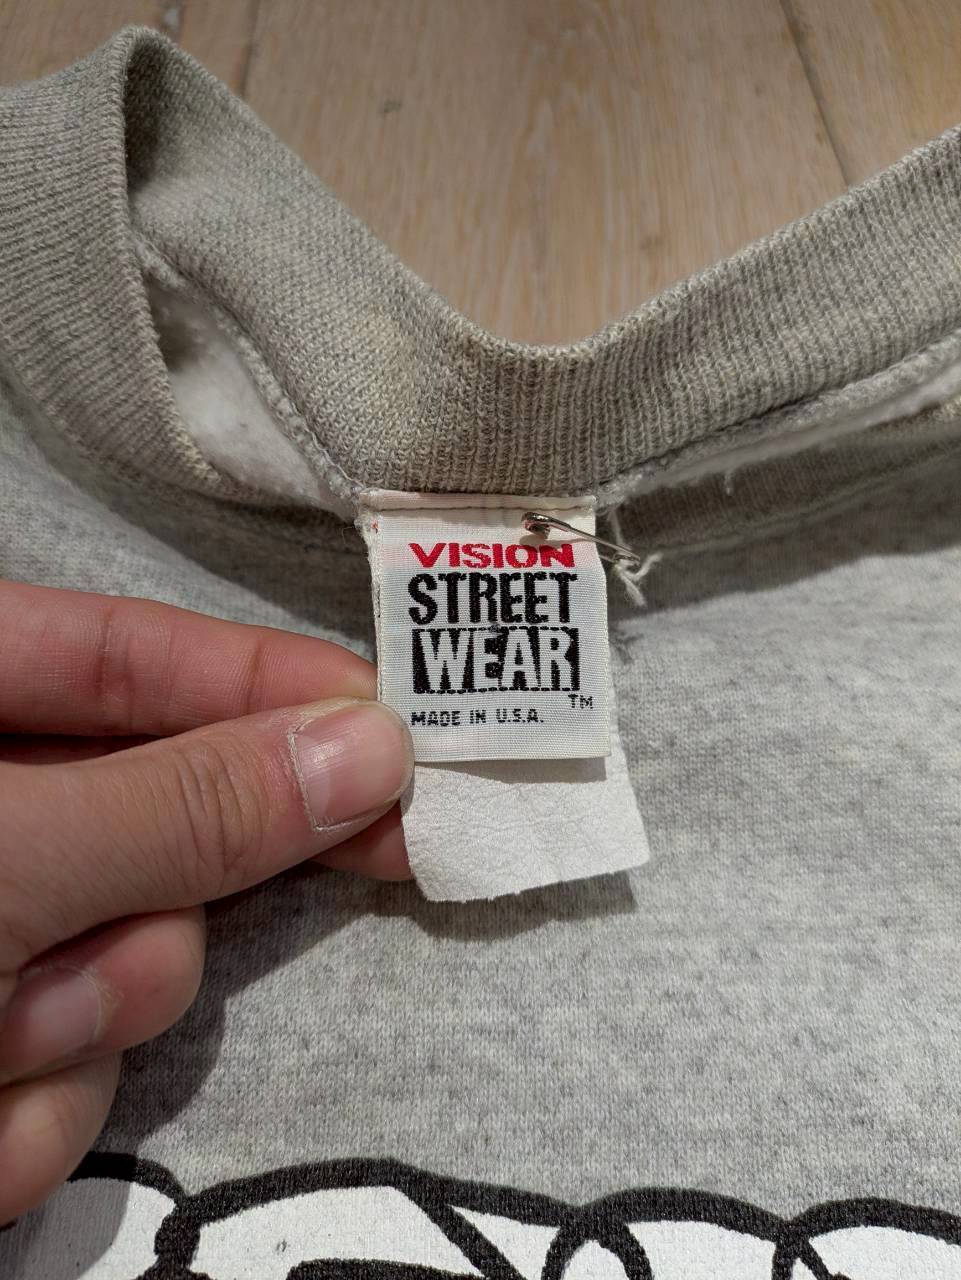 VISION
STREET
WEAR
TM
MADE IN U.S.A.